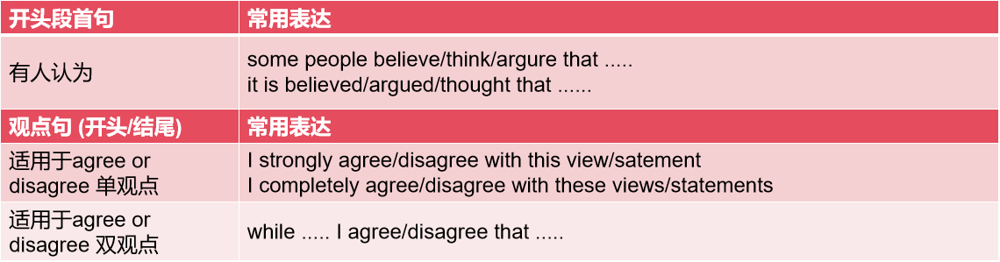 开头段首句 常用表达
有人认为 some people believe/think/argure that .....
it is believed/argued/thought that ......
观点句 (开头/结尾) 常用表达
适用于agree or I strongly agree/disagree with this view/satement
disagree 单观点 I completely agree/disagree with these views/statements
适用于agree or
disagree 双观点 while ..... I agree/disagree that .....